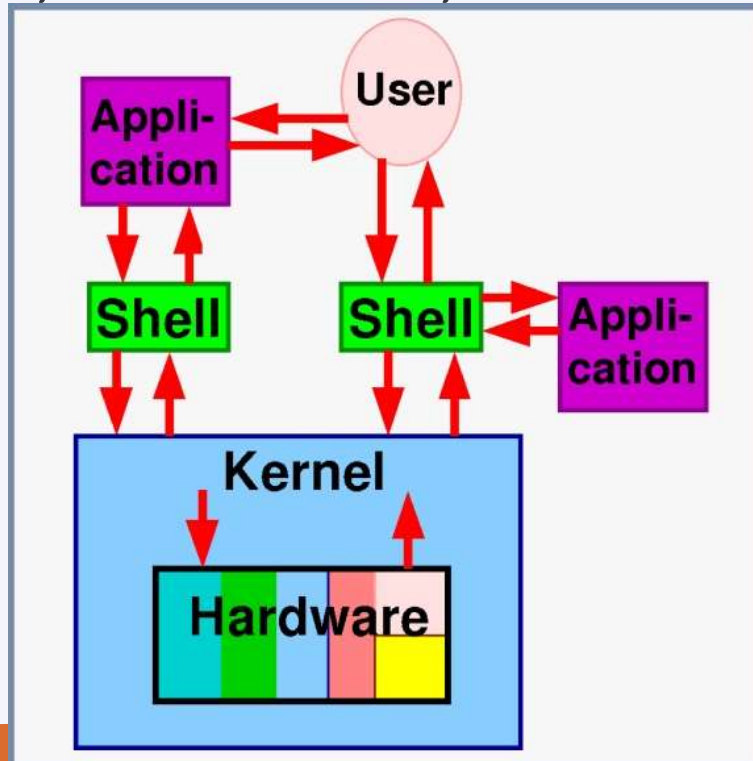 User
Appli-
cation
Shell
Shell
Appli-
cation
Kernel
Hardware